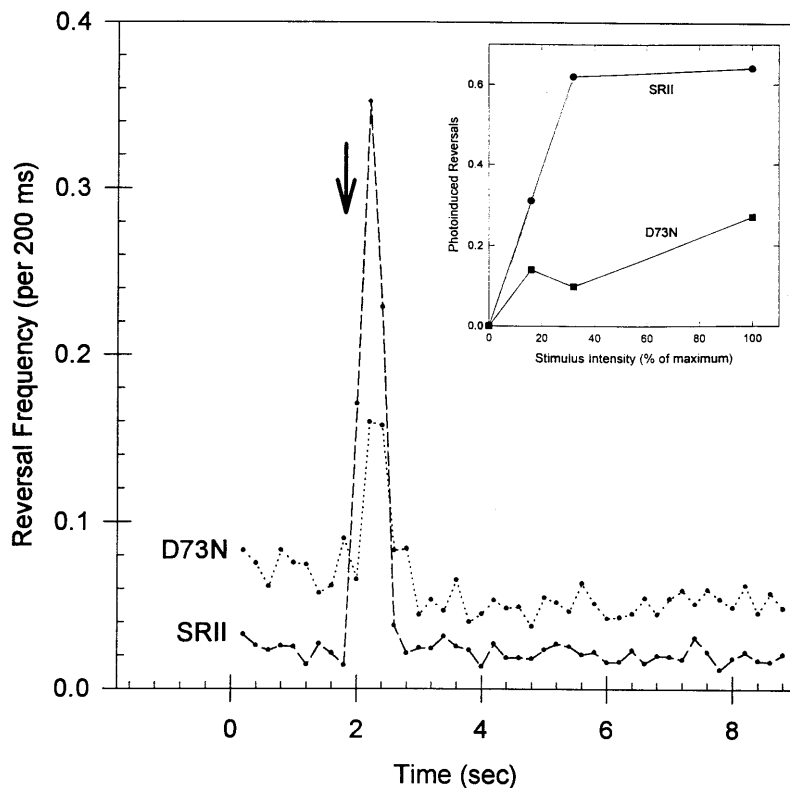 Reversal Frequency (per 200 ms)
0.4
0.3
0.2
0.1
0.0
D73N
SRII
0 2 4 6 8
Time (sec)
Photoinduced Reversals
0.6
0.4
0.2
0.0
SRII
D73N
0 20 40 60 80 100
Stimulus Intensity (% of maximum)